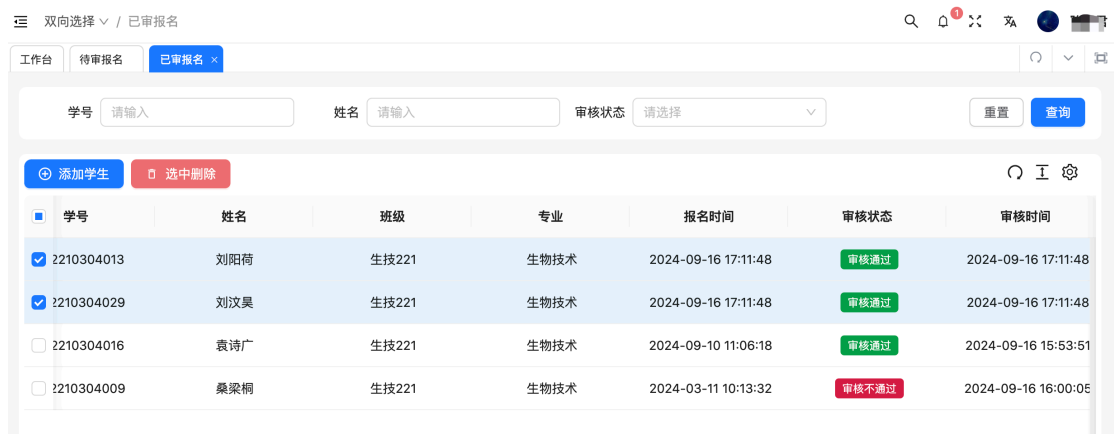 双向选择 / 已审报名
1
工作台 待审报名 已审报名 ×
学号 请输入 姓名 请输入 审核状态 请选择 重置 查询
添加学生 选中删除
学号 姓名 班级 专业 报名时间 审核状态 审核时间
2210304013 刘阳荷 生技221 生物技术 2024-09-16 17:11:48 审核通过 2024-09-16 17:11:48
2210304029 刘汶昊 生技221 生物技术 2024-09-16 17:11:48 审核通过 2024-09-16 17:11:48
2210304016 袁诗广 生技221 生物技术 2024-09-10 11:06:18 审核通过 2024-09-16 15:53:51
2210304009 桑梁桐 生技221 生物技术 2024-03-11 10:13:32 审核不通过 2024-09-16 16:00:05